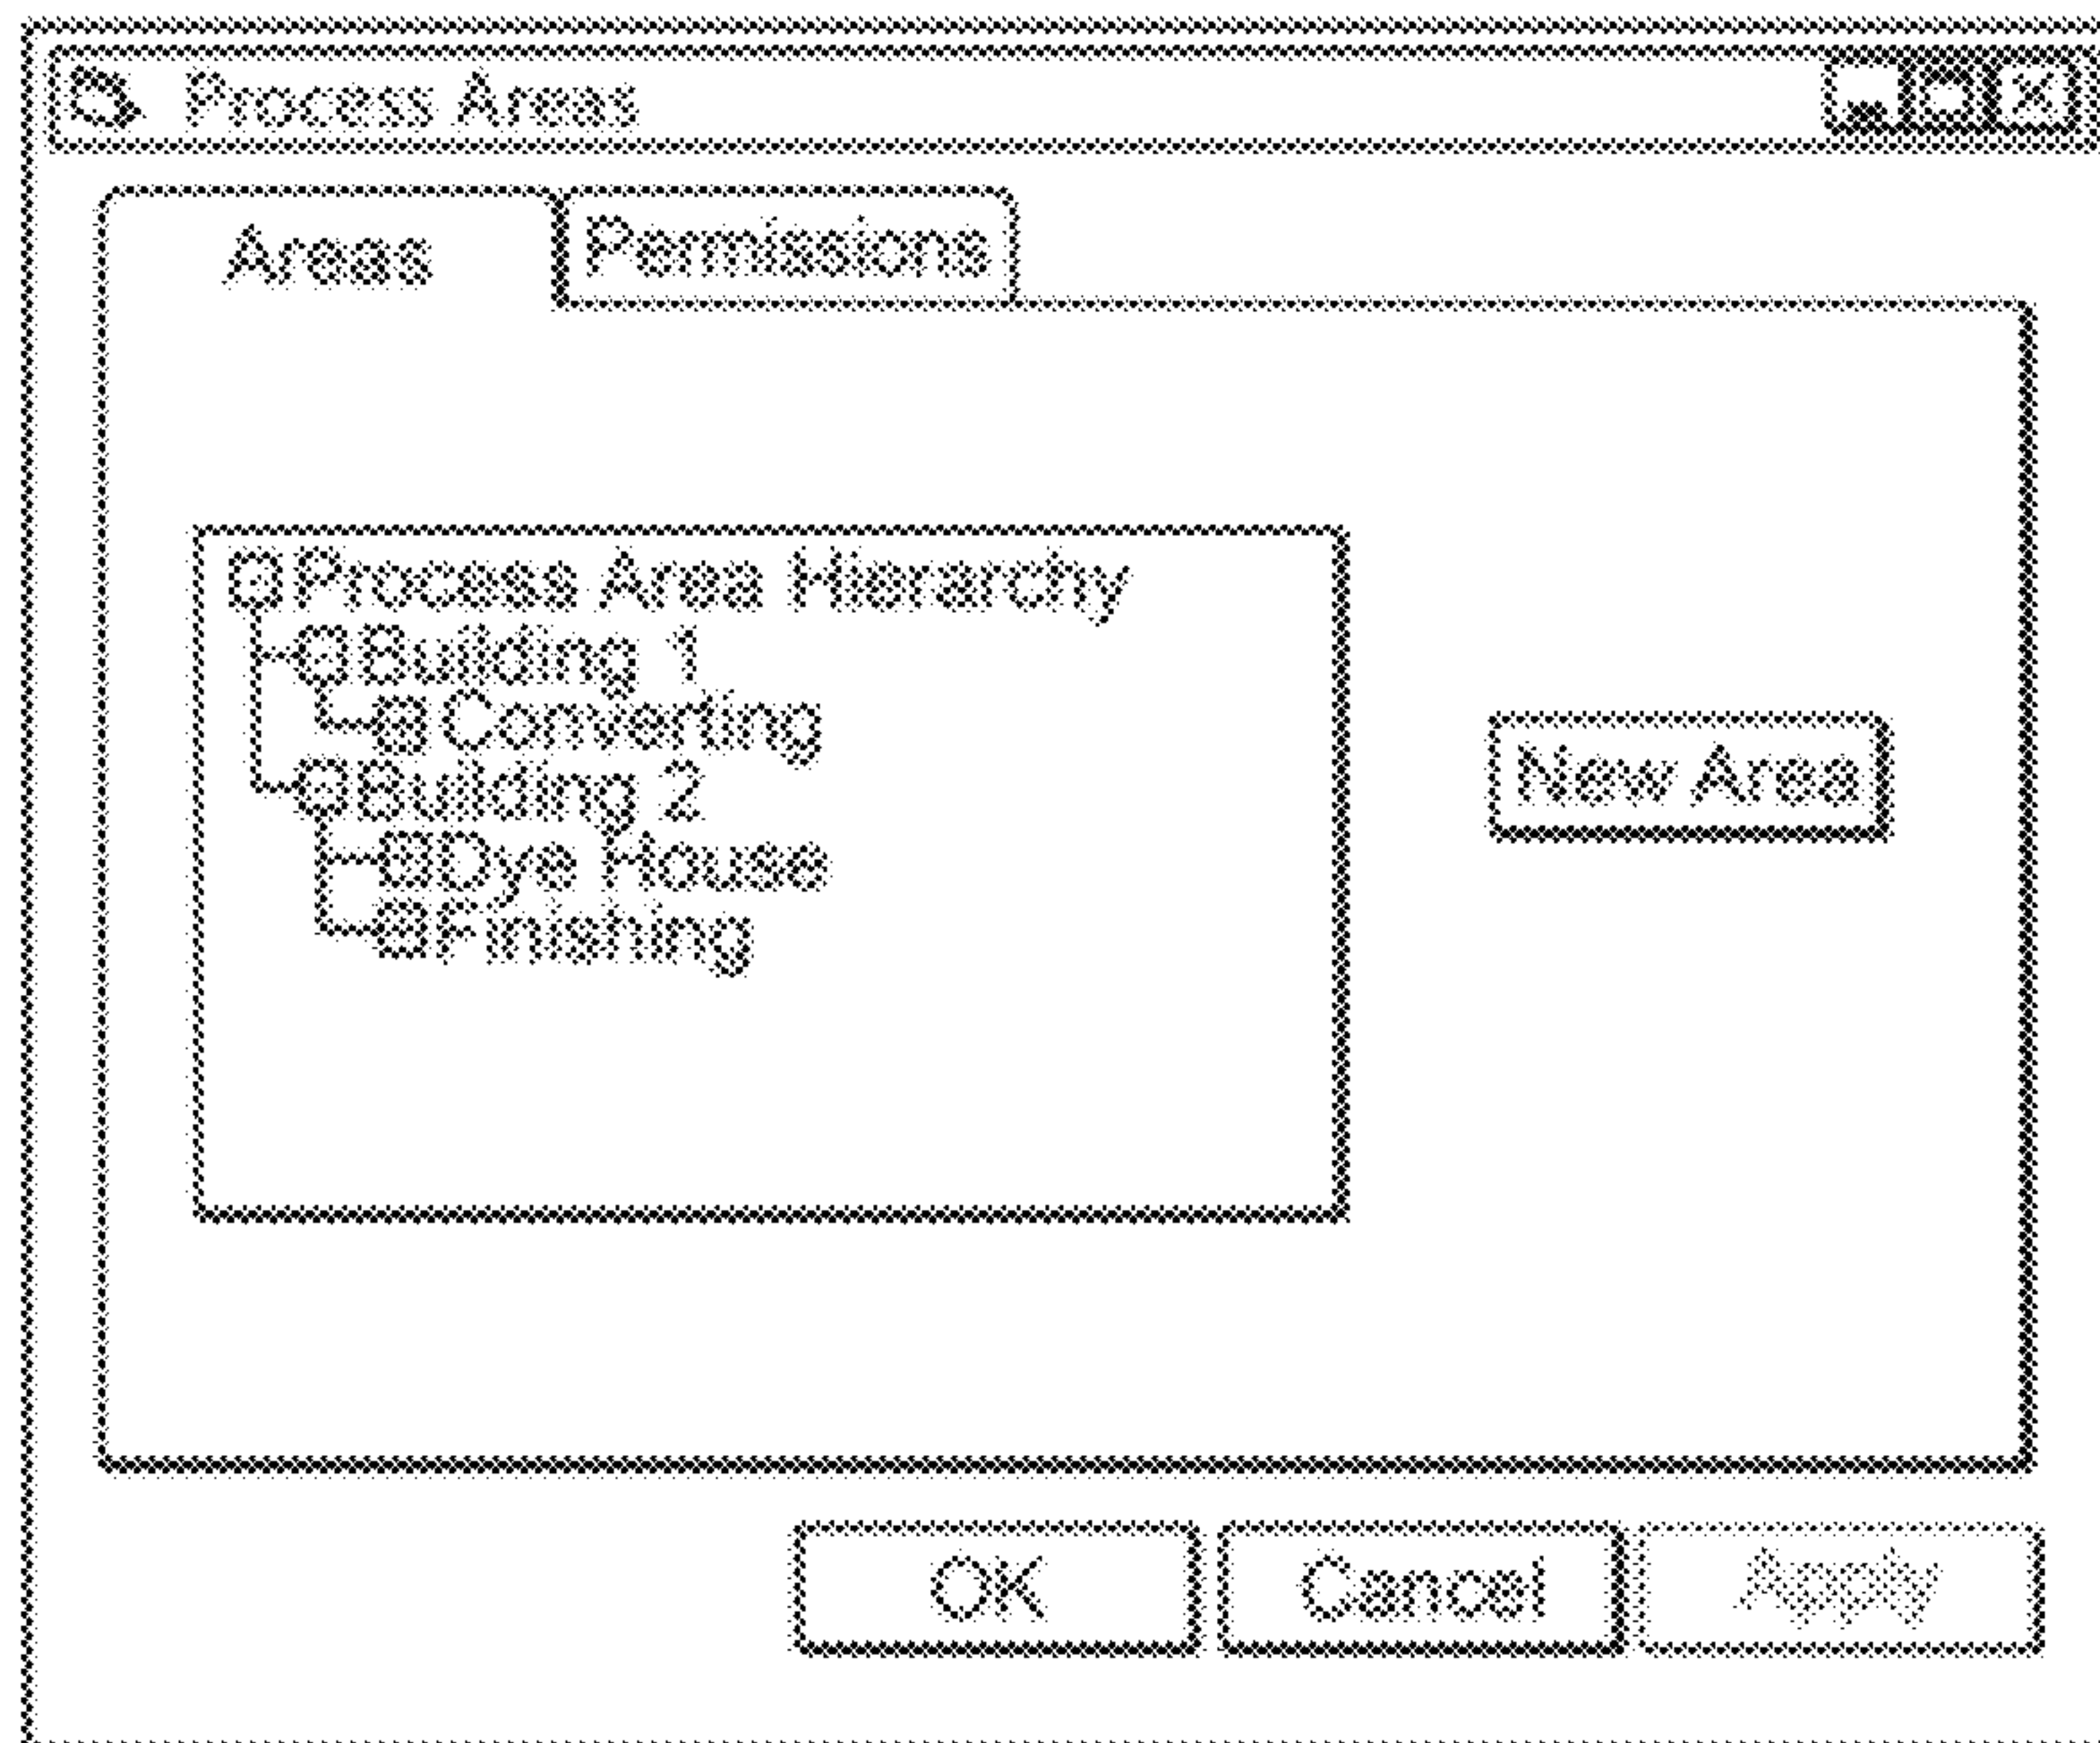 Process Areas
Areas
Permissions
Process Area Hierarchy
Building 1
Converting
Building 2
Dye House
Finishing
New Area
OK
Cancel
Apply